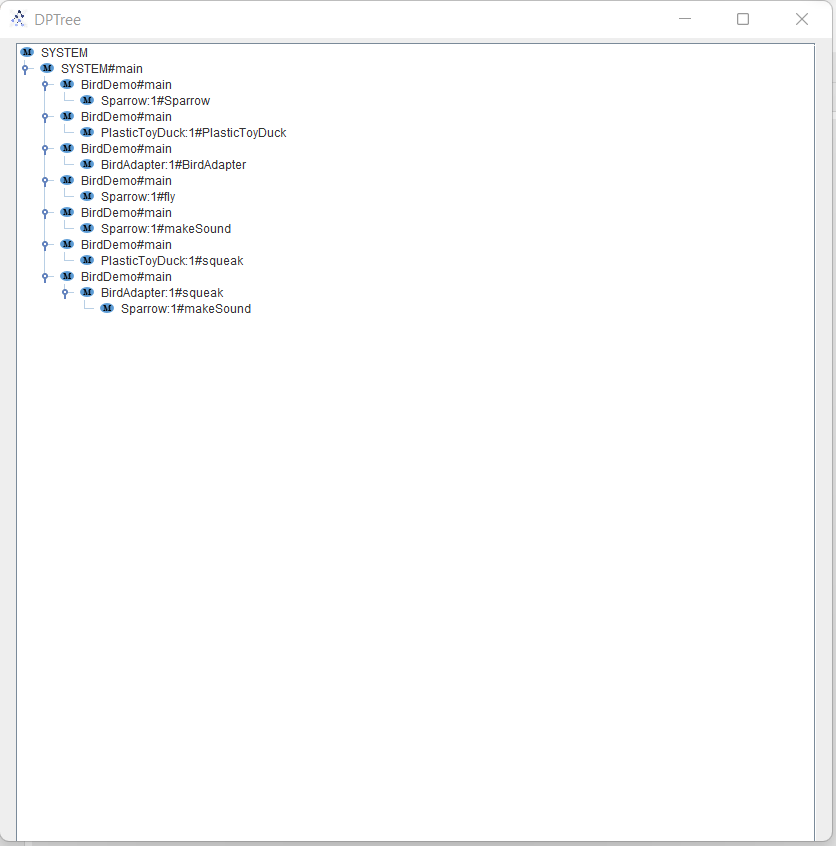 DPTree
SYSTEM
SYSTEM#main
BirdDemo#main
Sparrow:1#Sparrow
BirdDemo#main
PlasticToyDuck:1#PlasticToyDuck
BirdDemo#main
BirdAdapter:1#BirdAdapter
BirdDemo#main
Sparrow:1#fly
BirdDemo#main
Sparrow:1#makeSound
BirdDemo#main
PlasticToyDuck:1#squeak
BirdDemo#main
BirdAdapter:1#squeak
Sparrow:1#makeSound